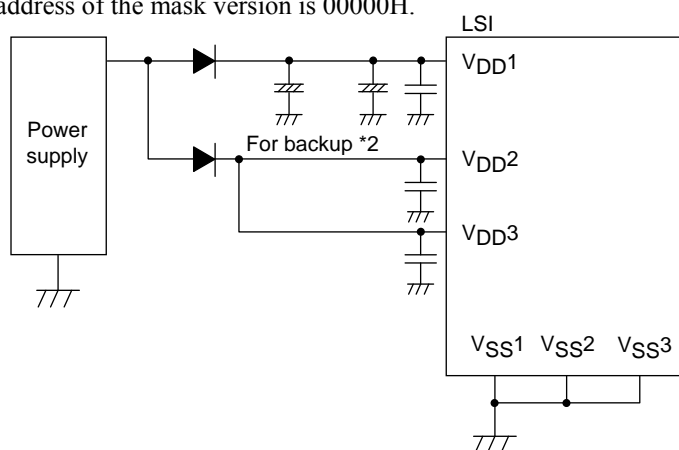 address of the mask version is 00000H.
LSI
VDD1
Power
supply
For backup *2
VDD2
VDD3
VSS1 VSS2 VSS3